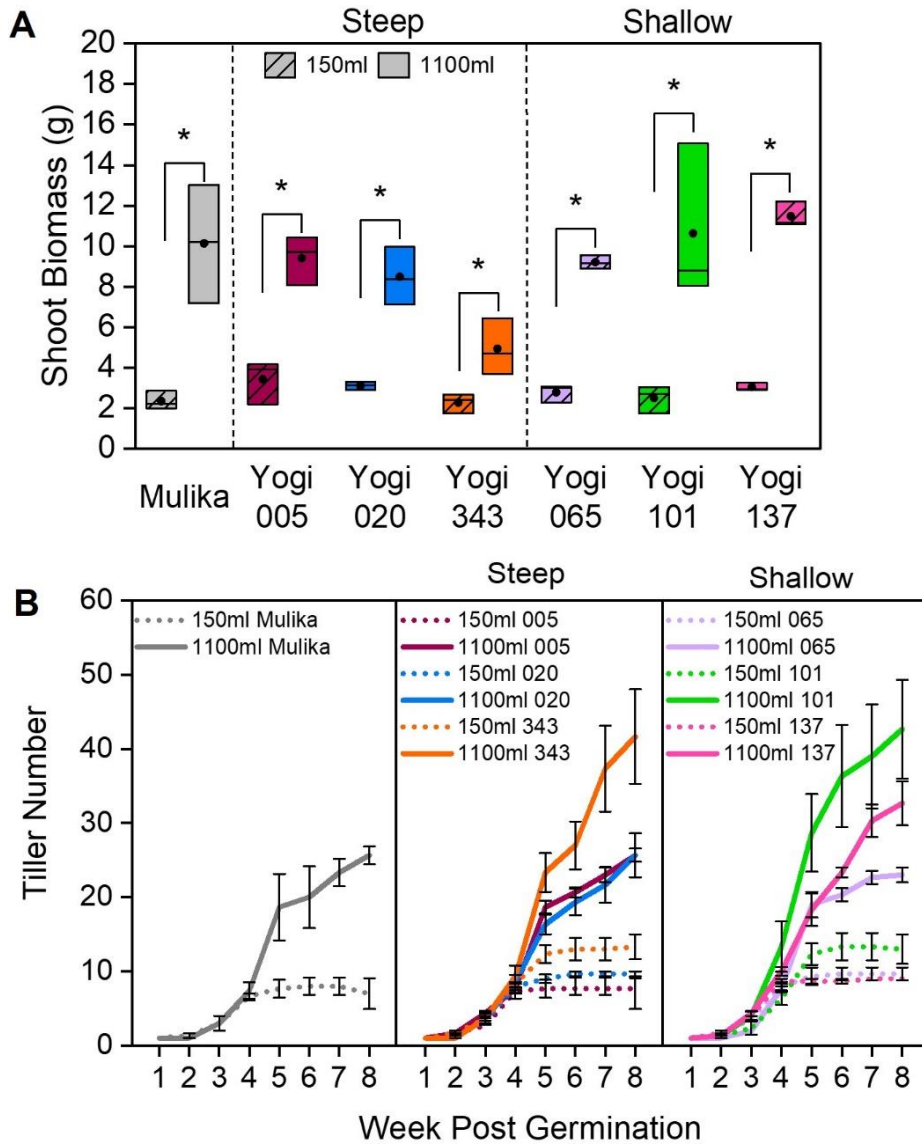 A
Steep
Shallow
150ml
1100ml
Shoot Biomass (g)
20
18
16
14
12
10
8
6
4
2
0
*
*
*
*
*
*
*
Mulika
Yogi
005
Yogi
020
Yogi
343
Yogi
065
Yogi
101
Yogi
137
B
Steep
Shallow
Tiller Number
60
50
40
30
20
10
0
150ml Mulika
1100ml Mulika
150ml 005
1100ml 005
150ml 020
1100ml 020
150ml 343
1100ml 343
150ml 065
1100ml 065
150ml 101
1100ml 101
150ml 137
1100ml 137
1 2 3 4 5 6 7 8
1 2 3 4 5 6 7 8
1 2 3 4 5 6 7 8
Week Post Germination